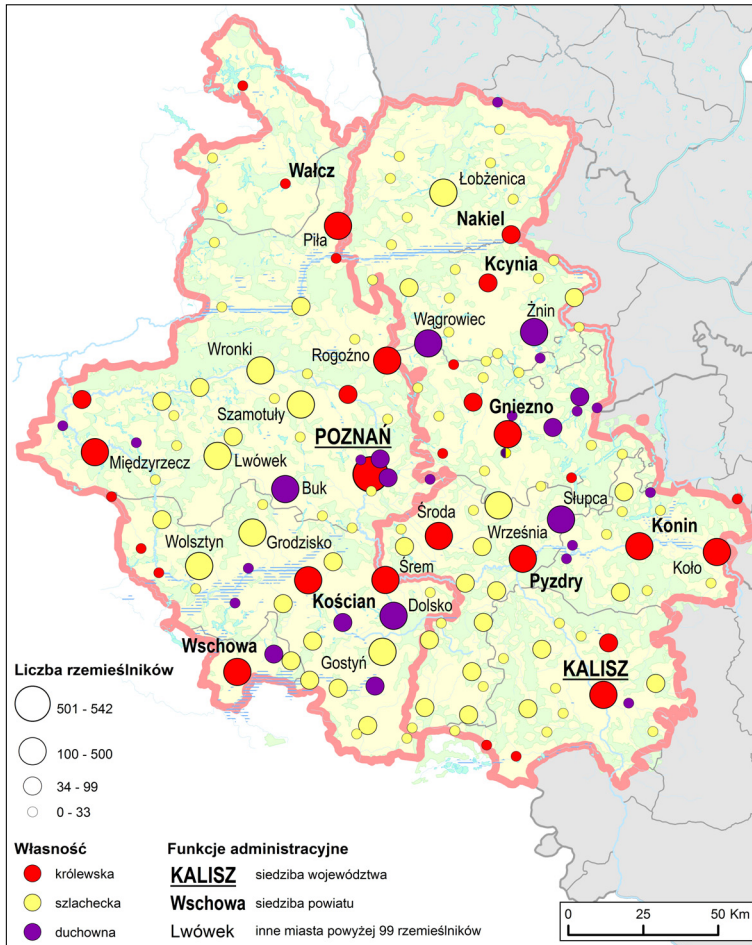 Wałcz
Łobżenica
Piła
Nakiel
Kcynia
Wągrowiec
Żnin
Wronki
Rogoźno
Szamotuły
Gniezno
POZNAŃ
Międzyrzecz
Lwówek
Buk
Słupca
Środa
Września
Konin
Wolsztyn
Grodzisko
Koło
Śrem
Pyzdry
Kościan
Dolsko
Wschowa
Gostyń
KALISZ
Liczba rzemieślników
501 - 542
100 - 500
34 - 99
0 - 33
Własność
królewska
szlachecka
duchowna
Funkcje administracyjne
KALISZ siedziba województwa
Wschowa siedziba powiatu
Lwówek inne miasta powyżej 99 rzemieślników
0 25 50 Km